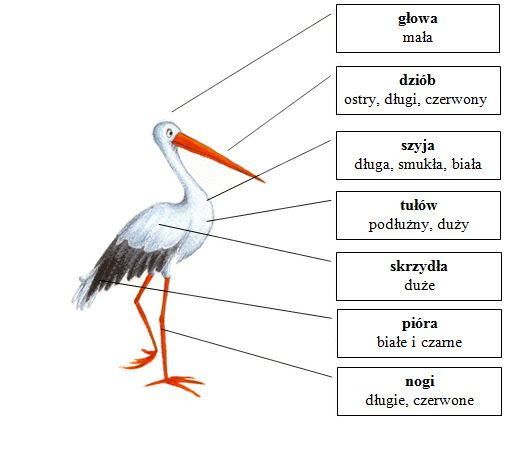 głowa
mała
dziób
ostry, długi, czerwony
szyja
długa, smukła, biała
tułów
podłużny, duży
skrzydła
duże
pióra
białe i czarne
nogi
długie, czerwone